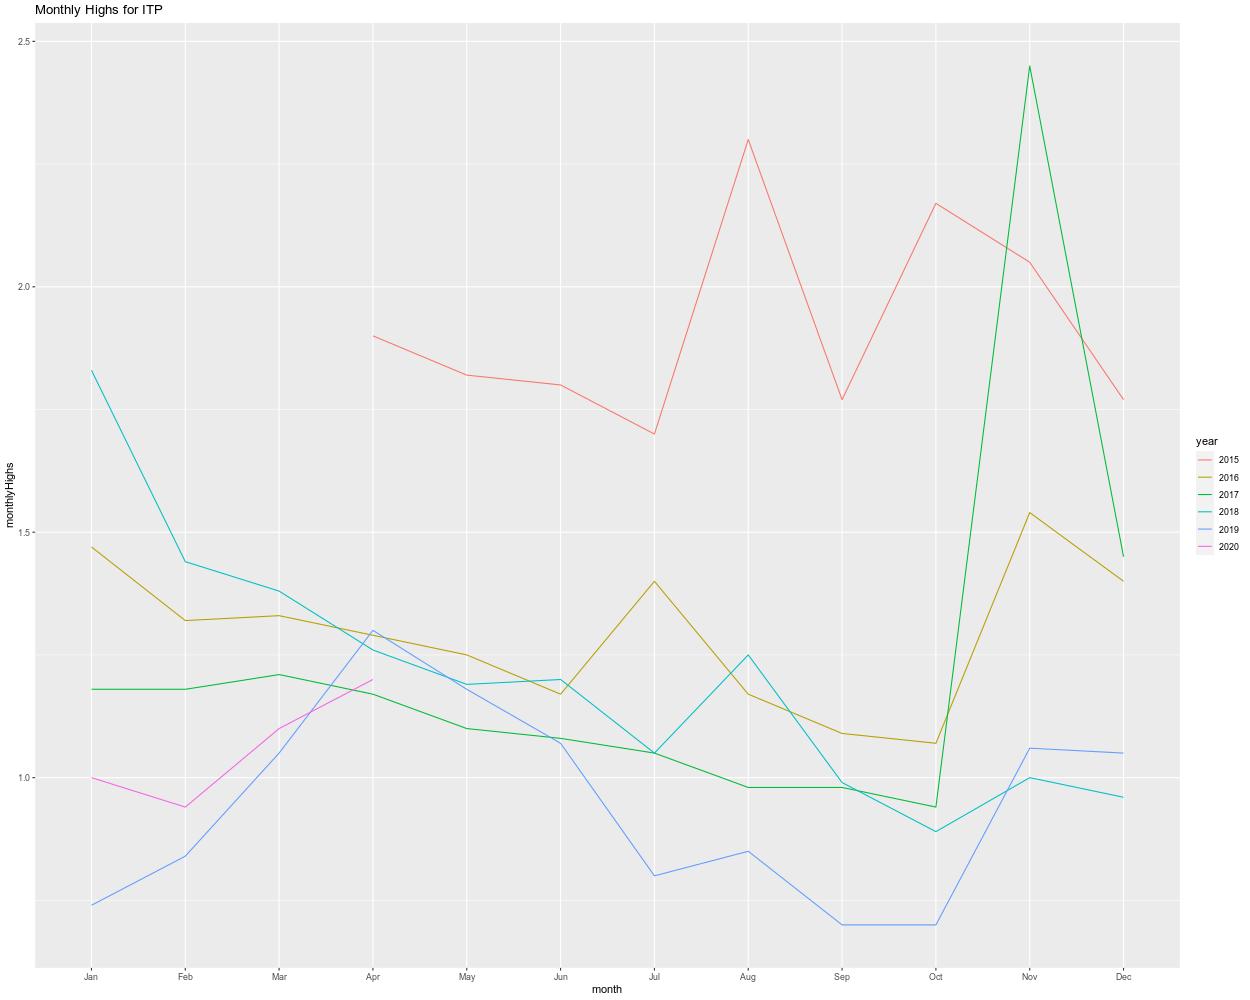 Monthly Highs for ITP
2.5
2.0
1.5
1.0
monthlyHighs
Jan Feb Mar Apr May Jun Jul Aug Sep Oct Nov Dec
month
year
2015
2016
2017
2018
2019
2020